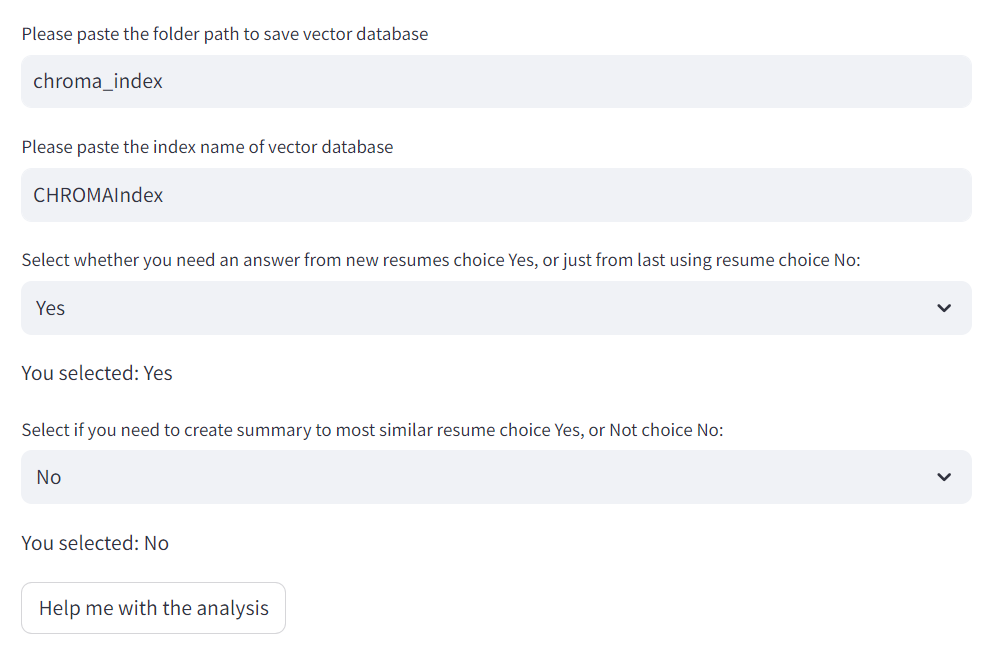 Please paste the folder path to save vector database
chroma_index
Please paste the index name of vector database
CHROMAIndex
Select whether you need an answer from new resumes choice Yes, or just from last using resume choice No:
Yes
You selected: Yes
Select if you need to create summary to most similar resume choice Yes, or Not choice No:
No
You selected: No
Help me with the analysis